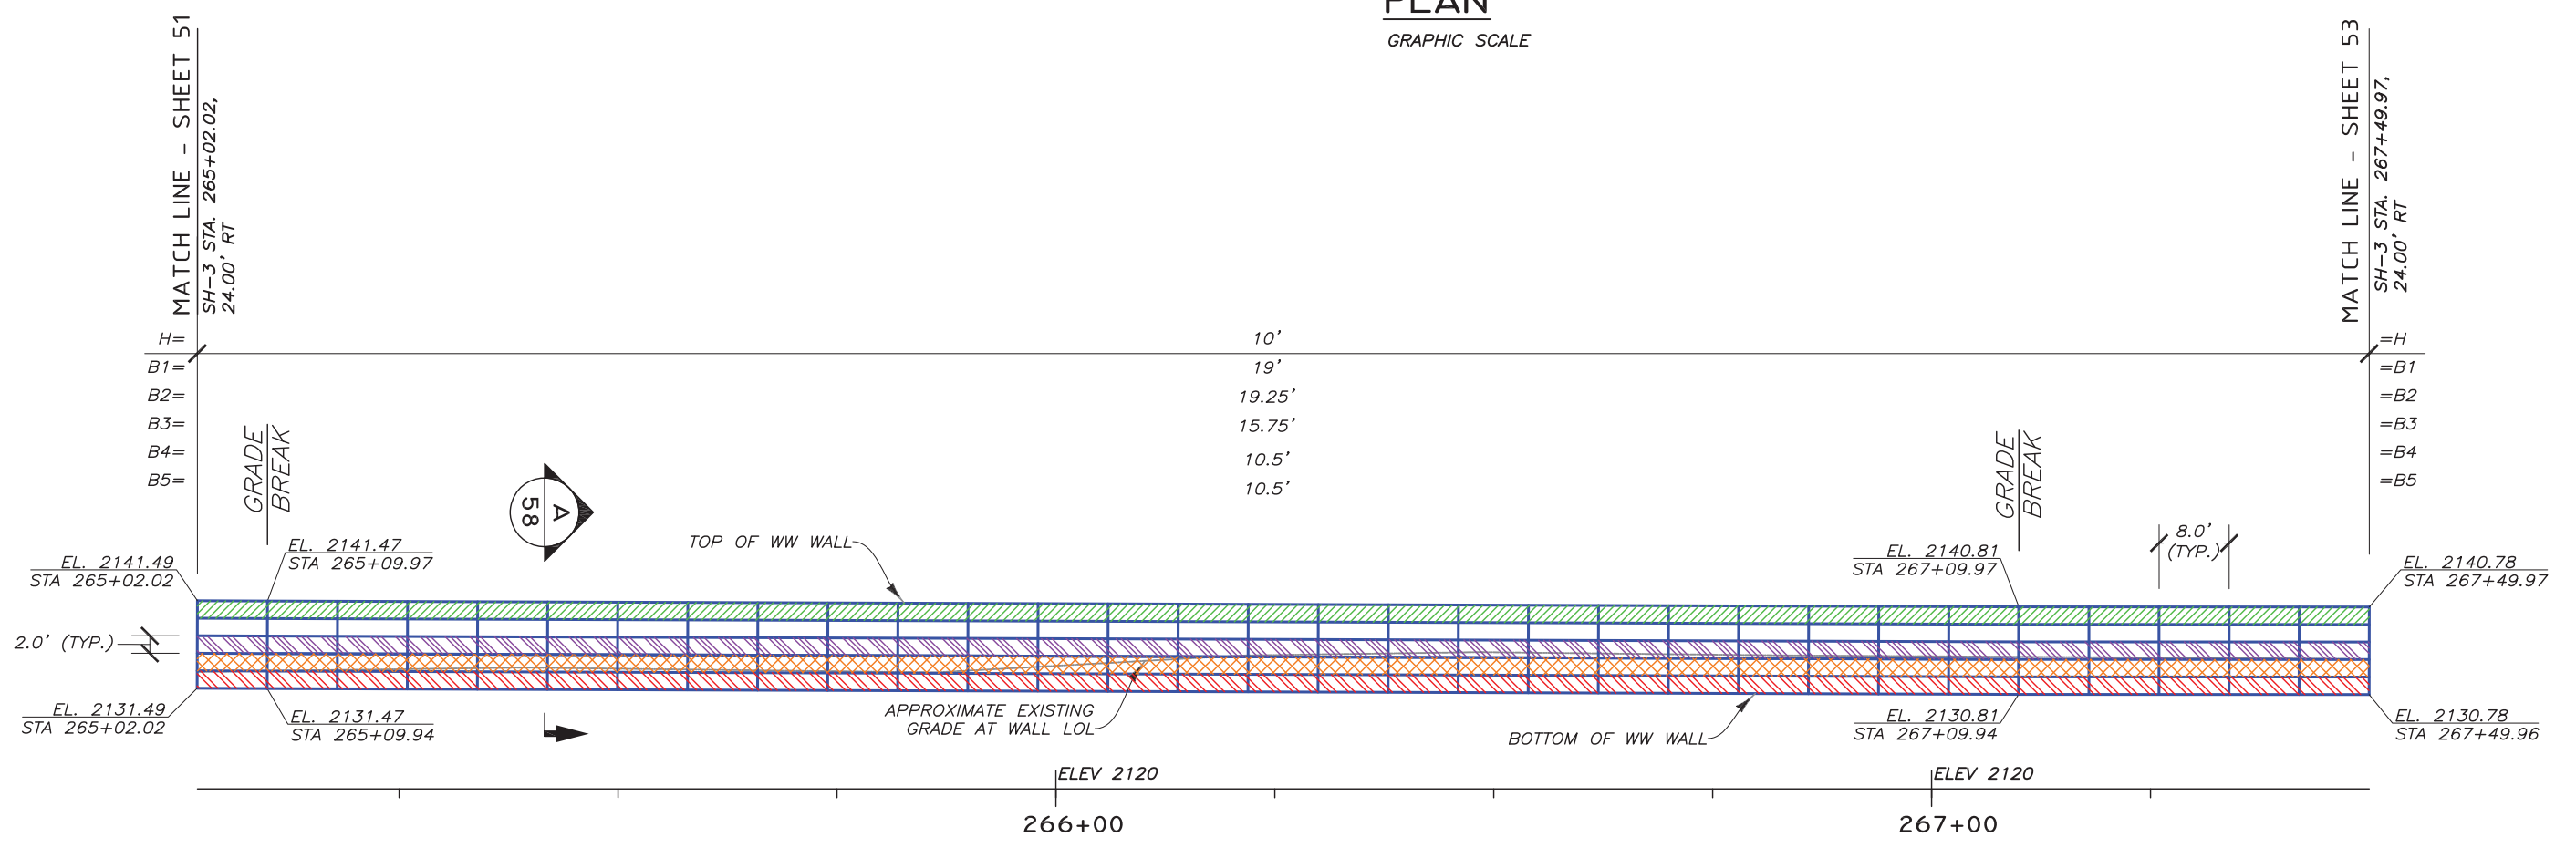 PLAN
GRAPHIC SCALE
MATCH LINE - SHEET 51
SH-3 STA. 265+02.02,
24.00' RT
MATCH LINE - SHEET 53
SH-3 STA. 267+49.97,
24.00' RT
H=
10'
=H
B1=
19'
=B1
B2=
19.25'
=B2
B3=
15.75'
=B3
B4=
10.5'
=B4
B5=
10.5'
=B5
GRADE
BREAK
A
58
GRADE
BREAK
8.0'
(TYP.)
EL. 2141.49
STA 265+02.02
EL. 2141.47
STA 265+09.97
TOP OF WW WALL
EL. 2140.81
STA 267+09.97
EL. 2140.78
STA 267+49.97
2.0' (TYP.)
EL. 2131.49
STA 265+02.02
EL. 2131.47
STA 265+09.94
APPROXIMATE EXISTING
GRADE AT WALL LOL
BOTTOM OF WW WALL
EL. 2130.81
STA 267+09.94
EL. 2130.78
STA 267+49.96
ELEV 2120
ELEV 2120
266+00
267+00